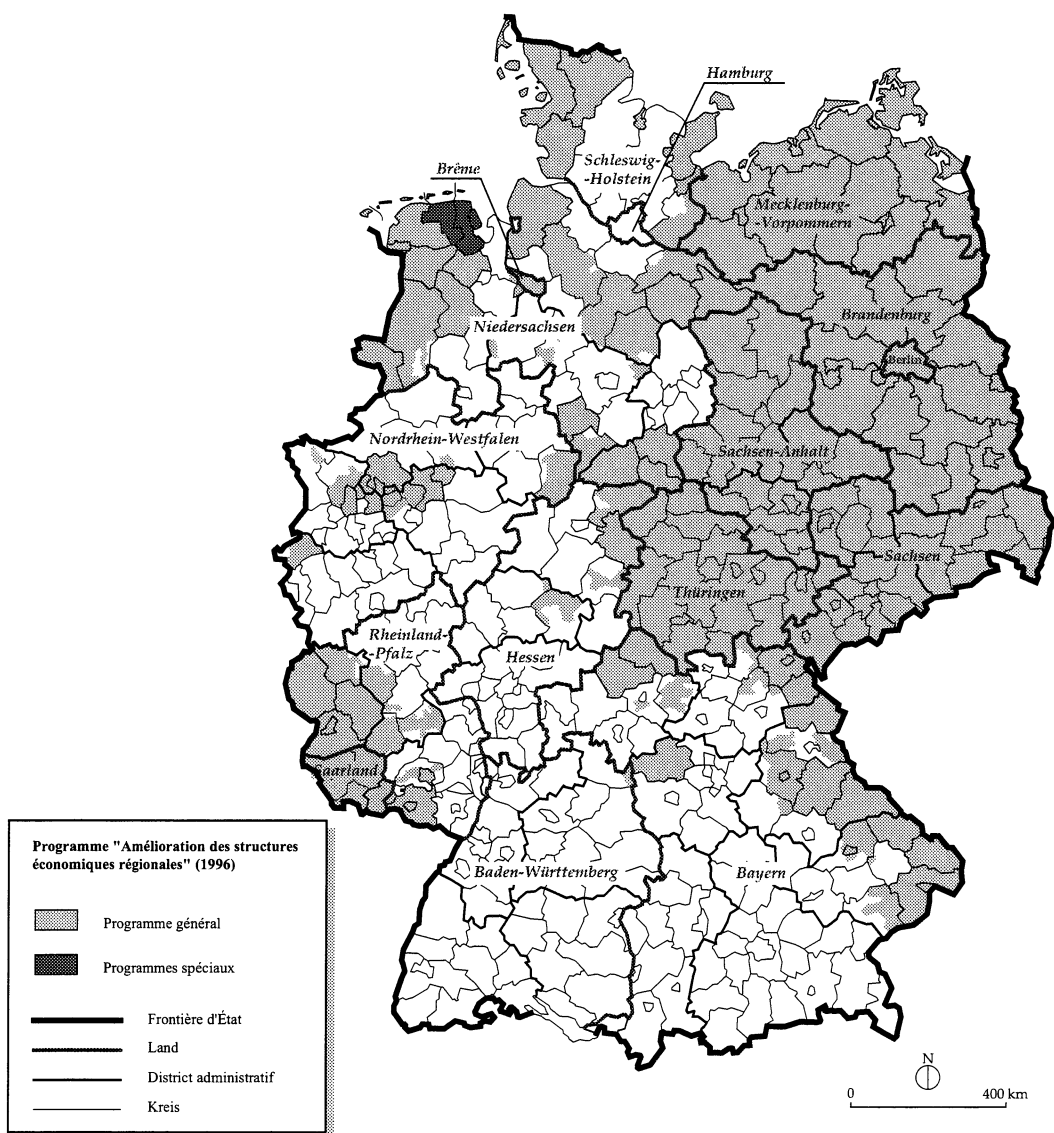 Hamburg
Schleswig-
-Holstein
Brême
Mecklenburg-
-Vorpommern
Niedersachsen
Brandenburg
Berlin
Nordrhein-Westfalen
Sachsen-Anhalt
Sachsen
Thüringen
Rheinland-
-Pfalz
Hessen
Saarland
Baden-Württemberg
Bayern
Programme "Amélioration des structures
économiques régionales" (1996)
Programme général
Programmes spéciaux
Frontière d'État
Land
District administratif
Kreis
N
0 400 km